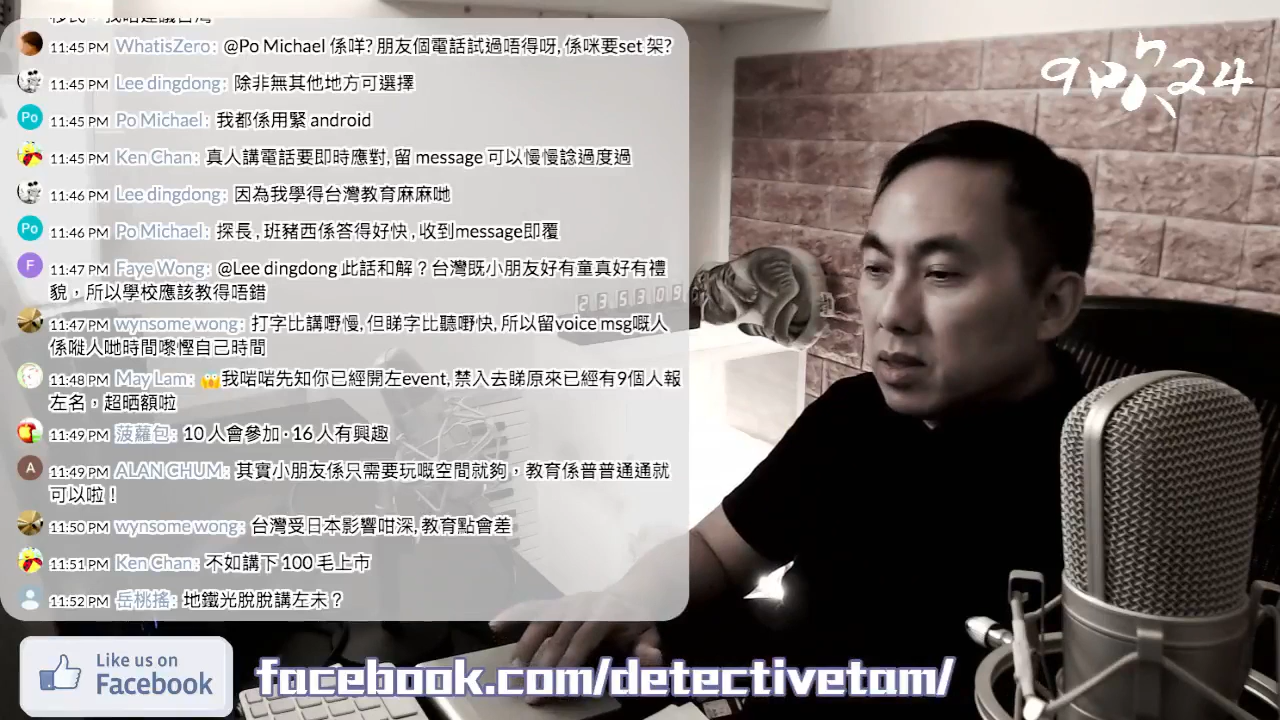 11:45 PM WhatisZero: @Po Michael 係咩? 朋友個電話試過唔得呀, 係咪要set 架?
11:45 PM Lee dingdong: 除非無其他地方可選擇
Po 11:45 PM Po Michael: 我都係用緊 android
11:45 PM Ken Chan: 真人講電話要即時應對, 留 message 可以慢慢諗過度過
11:46 PM Lee dingdong: 因為我學得台灣教育麻麻哋
Po 11:46 PM Po Michael: 探長, 班豬西係答得好快, 收到message即覆
F 11:47 PM Faye Wong: @Lee dingdong 此話和解？台灣既小朋友好有童真好有禮
貌，所以學校應該教得唔錯
11:47 PM wynsome wong: 打字比講嘢慢, 但睇字比聽嘢快, 所以留voice msg嘅人
係嘥人哋時間嚟慳自己時間
11:48 PM May Lam: 😱我啱啱先知你已經開左event, 禁入去睇原來已經有9個人報
左名，超晒額啦
11:49 PM 菠蘿包: 10 人會參加 · 16 人有興趣
A 11:49 PM ALAN CHUM: 其實小朋友係只需要玩嘅空間就夠，教育係普普通通就
可以啦！
11:50 PM wynsome wong: 台灣受日本影響咁深, 教育點會差
11:51 PM Ken Chan: 不如講下 100 毛上市
11:52 PM 岳桃搖: 地鐵光脫脫講左未？
23:53:09
Like us on
Facebook
facebook.com/detectivetam/